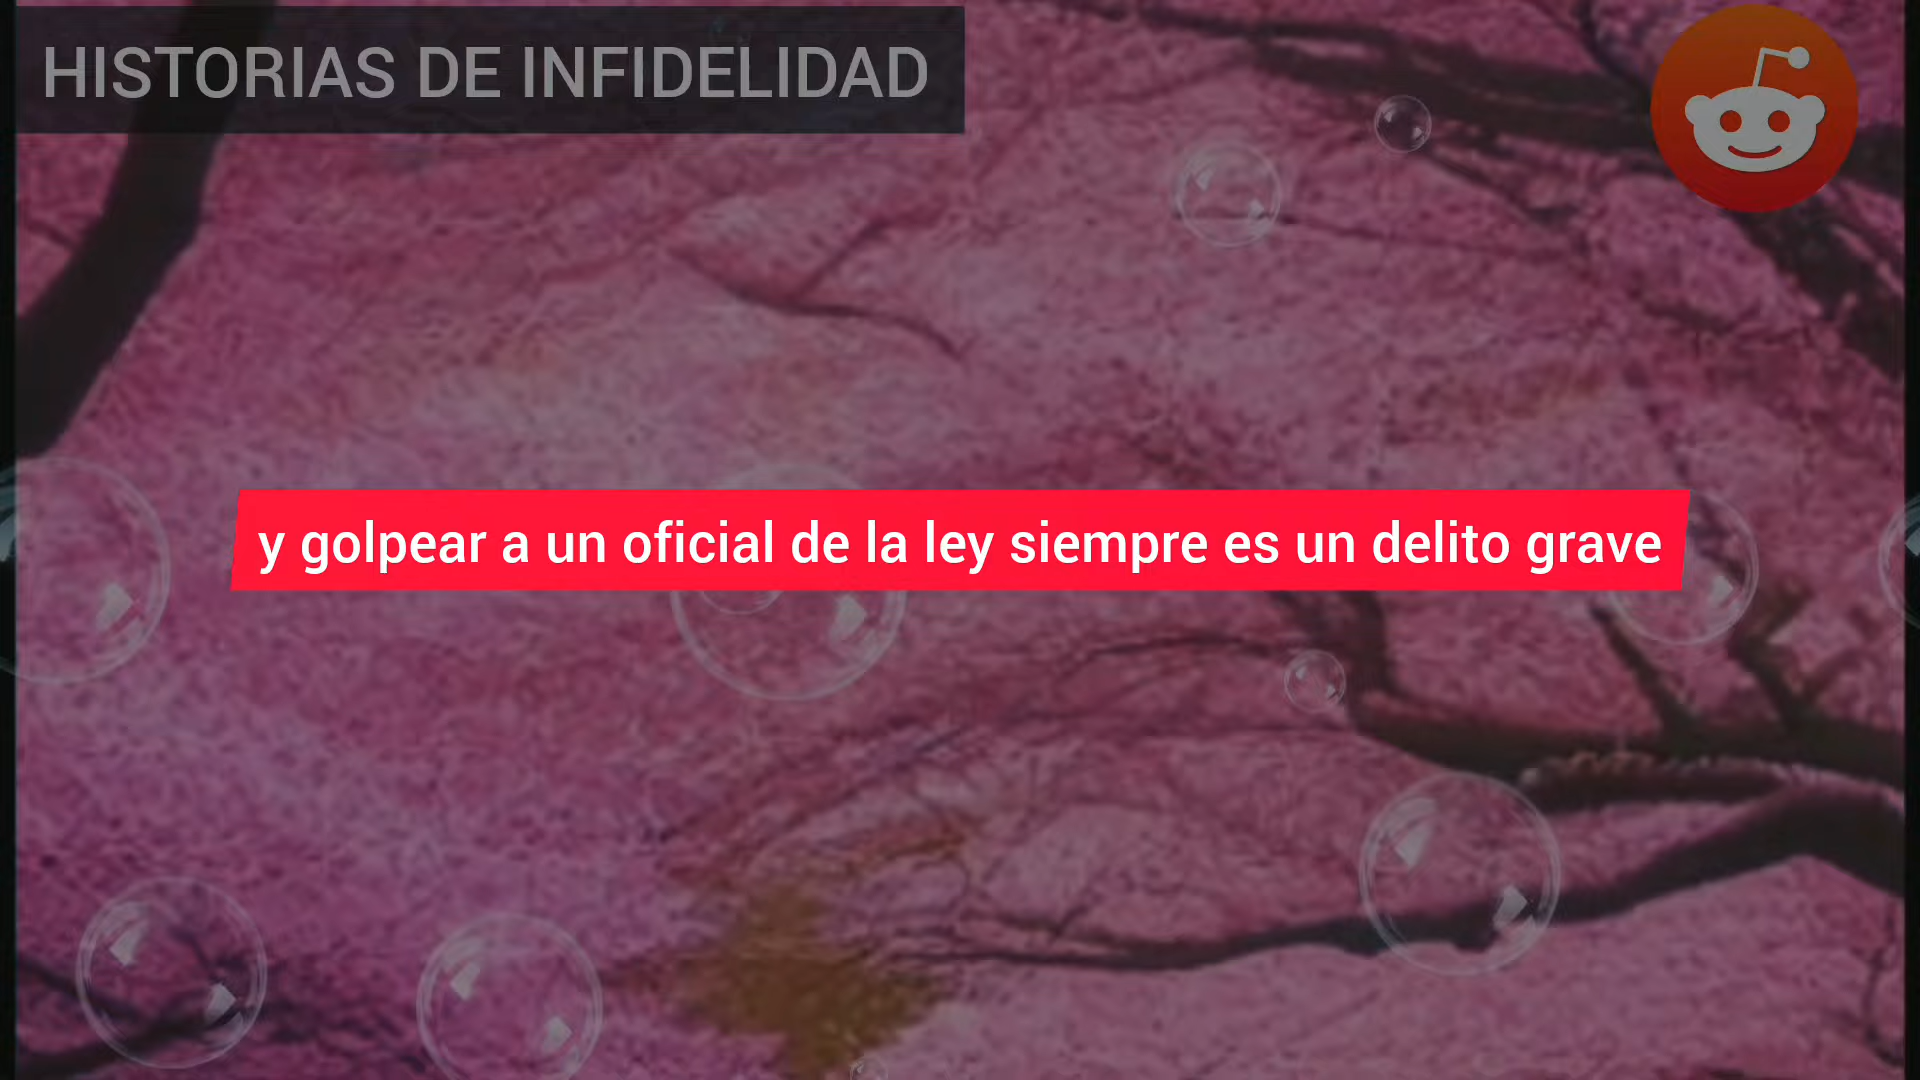 HISTORIAS DE INFIDELIDAD
y golpear a un oficial de la ley siempre es un delito grave